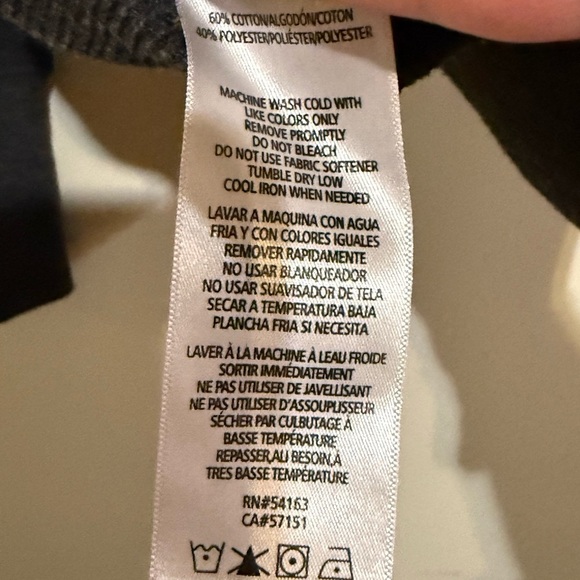 60% COTTON/ALGODÓN/COTON
40% POLYESTER/POLIÉSTER/POLYESTER
MACHINE WASH COLD WITH
LIKE COLORS ONLY
REMOVE PROMPTLY
DO NOT BLEACH
DO NOT USE FABRIC SOFTENER
TUMBLE DRY LOW
COOL IRON WHEN NEEDED
LAVAR A MAQUINA CON AGUA
FRIA Y CON COLORES IGUALES
REMOVER RAPIDAMENTE
NO USAR BLANQUEADOR
NO USAR SUAVISADOR DE TELA
SECAR A TEMPERATURA BAJA
PLANCHA FRIA SI NECESITA
LAVER À LA MACHINE À LEAU FROIDE
SORTIR IMMÉDIATEMENT
NE PAS UTILISER DE JAVELLISANT
NE PAS UTILISER D'ASSOUPLISSEUR
SÉCHER PAR CULBUTAGE À
BASSE TEMPÉRATURE
REPASSER,AU BESOIN,À
TRES BASSE TEMPÉRATURE
RN#54163
CA#57151